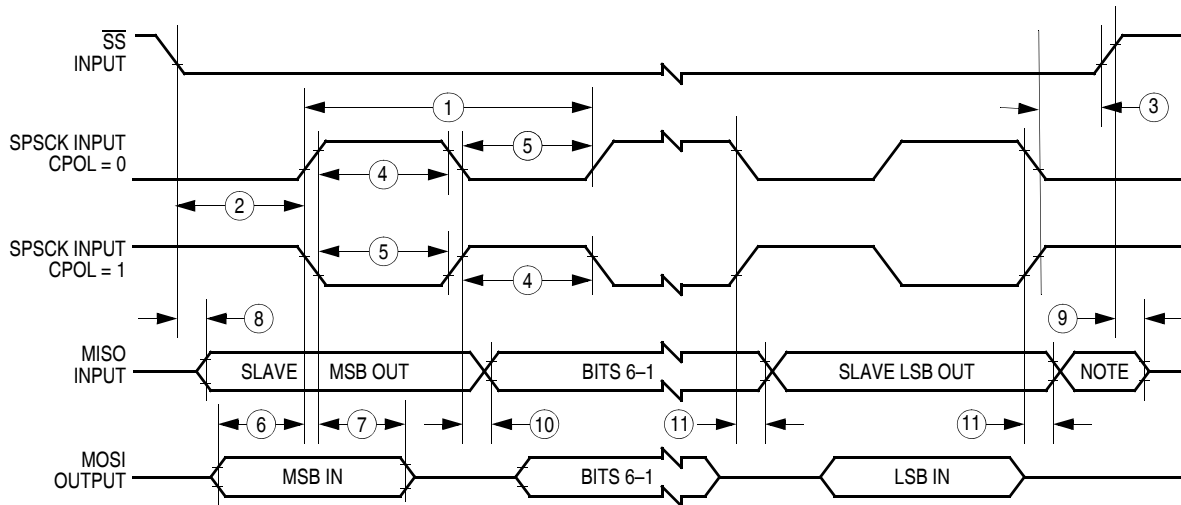 SS
INPUT
1
3
SPSCK INPUT
CPOL = 0
5
4
2
SPSCK INPUT
CPOL = 1
5
4
8
9
MISO
INPUT
SLAVE MSB OUT
BITS 6–1
SLAVE LSB OUT
NOTE
6
7
10
11
11
MOSI
OUTPUT
MSB IN
BITS 6–1
LSB IN